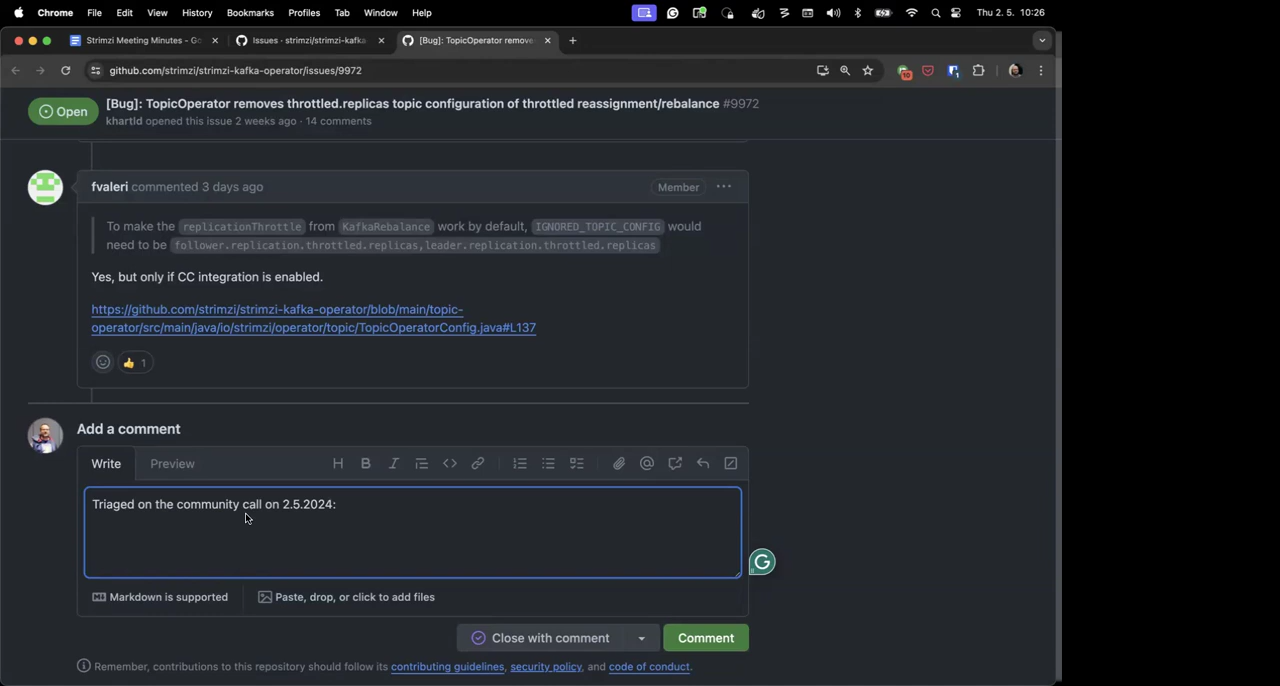 Chrome File Edit View History Bookmarks Profiles Tab Window Help Thu 2. 5. 10:26
Strimzi Meeting Minutes - Go Issues · strimzi/strimzi-kafka [Bug]: TopicOperator remove
github.com/strimzi/strimzi-kafka-operator/issues/9972
Open
[Bug]: TopicOperator removes throttled.replicas topic configuration of throttled reassignment/rebalance #9972
khartld opened this issue 2 weeks ago · 14 comments
fvaleri commented 3 days ago Member
To make the replicationThrottle from KafkaRebalance work by default, IGNORED_TOPIC_CONFIG would
need to be follower.replication.throttled.replicas,leader.replication.throttled.replicas
Yes, but only if CC integration is enabled.
https://github.com/strimzi/strimzi-kafka-operator/blob/main/topic-
operator/src/main/java/io/strimzi/operator/topic/TopicOperatorConfig.java#L137
👍 1
Add a comment
Write Preview
Triaged on the community call on 2.5.2024:
Markdown is supported Paste, drop, or click to add files
Close with comment Comment
Remember, contributions to this repository should follow its contributing guidelines, security policy, and code of conduct.